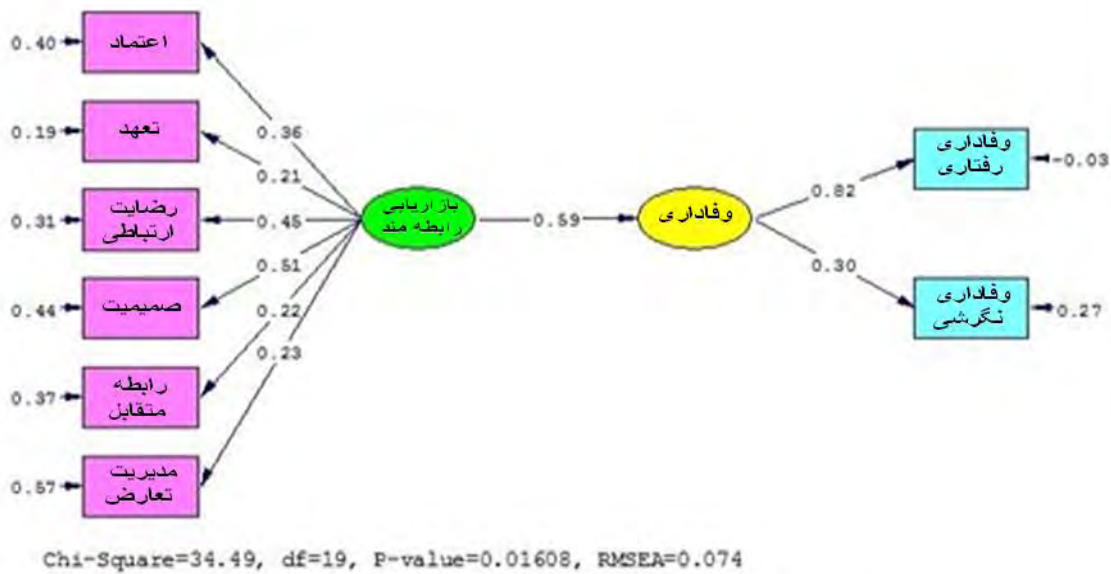 0.40
اعتماد
0.36
0.19
تعهد
0.21
وفاداری
رفتاری
-0.03
0.82
0.31
رضایت
ارتباطی
0.45
بازاریابی
رابطه مند
0.59
وفاداری
0.44
صمیمیت
0.51
0.30
وفاداری
نگرشی
0.27
0.22
0.37
رابطه
متقابل
0.23
0.57
مدیریت
تعارض
Chi-Square=34.49, df=19, P-value=0.01608, RMSEA=0.074